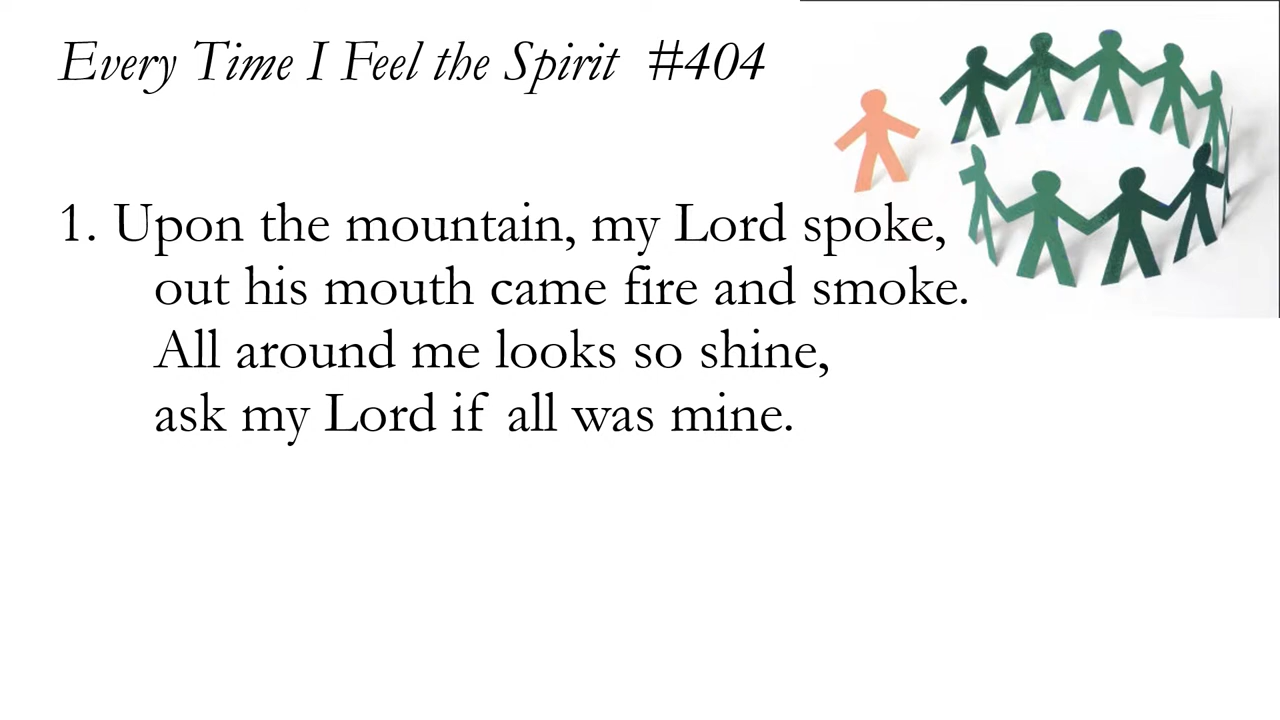 Every Time I Feel the Spirit #404
1. Upon the mountain, my Lord spoke,
out his mouth came fire and smoke.
All around me looks so shine,
ask my Lord if all was mine.